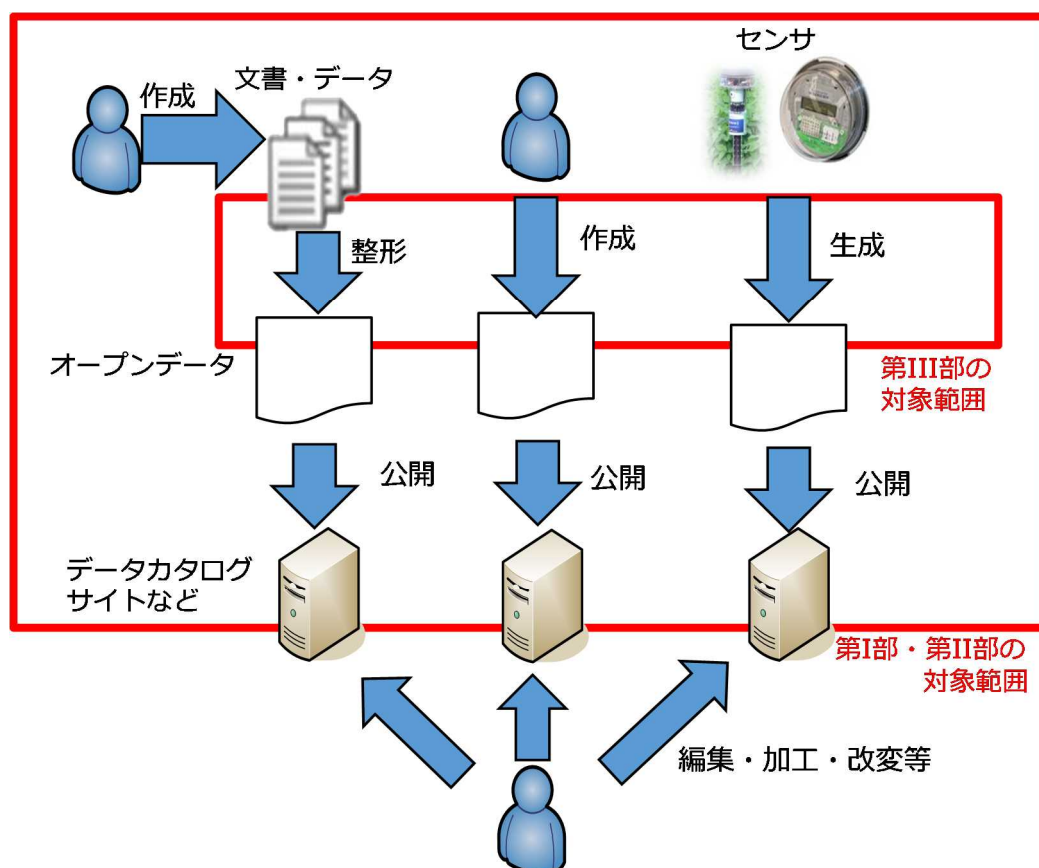 センサ
文書・データ
作成
整形
作成
生成
オープンデータ
第III部の
対象範囲
公開
公開
公開
データカタログ
サイトなど
第I部・第II部の
対象範囲
編集・加工・改変等